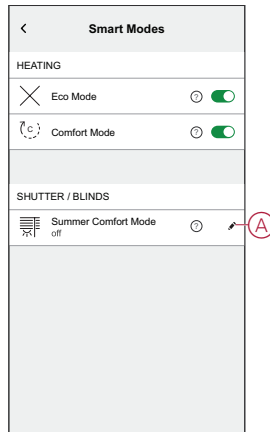 Smart Modes
HEATING
Eco Mode ?
C Comfort Mode ?
SHUTTER / BLINDS
Summer Comfort Mode ?
off
A